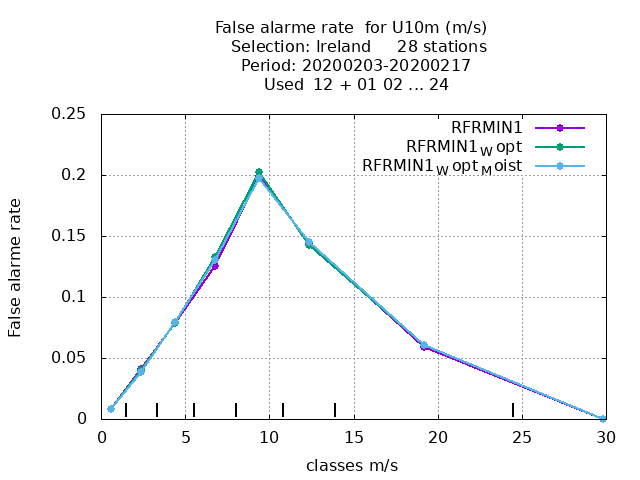 False alarme rate  for U10m (m/s)
Selection: Ireland     28 stations
Period: 20200203-20200217
Used  12 + 01 02 ... 24
RFRMIN1
RFRMIN1_W opt
RFRMIN1_W opt_M oist
False alarme rate
0.25
0.2
0.15
0.1
0.05
0
0 5 10 15 20 25 30
classes m/s